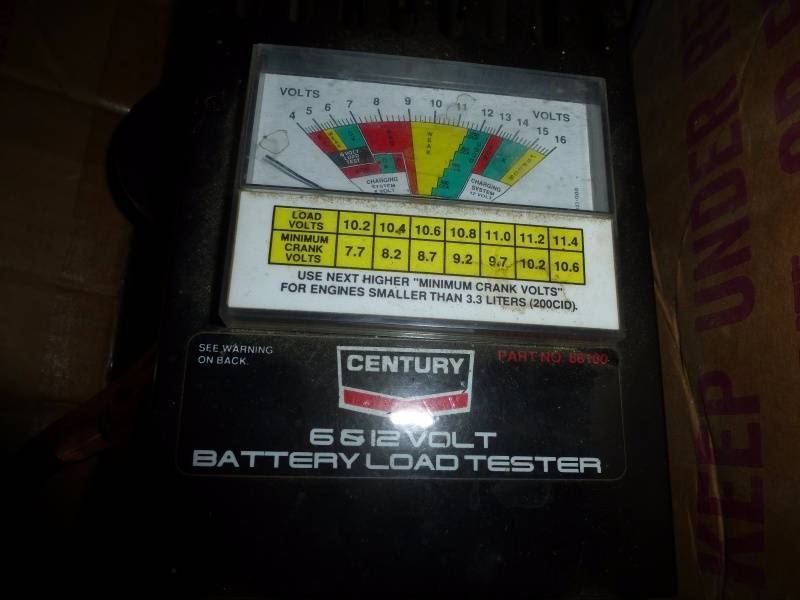 VOLTS
VOLTS
4 5 6 7 8 9 10 11 12 13 14 15 16
WEAK
6 VOLT
LOAD
TEST
CHARGING
SYSTEM
6 VOLT
CHARGING
SYSTEM
12 VOLT
LOAD VOLTS 10.2 10.4 10.6 10.8 11.0 11.2 11.4
MINIMUM CRANK VOLTS 7.7 8.2 8.7 9.2 9.7 10.2 10.6
USE NEXT HIGHER "MINIMUM CRANK VOLTS"
FOR ENGINES SMALLER THAN 3.3 LITERS (200CID).
SEE WARNING
ON BACK.
CENTURY
PART NO.
6 & 12 VOLT
BATTERY LOAD TESTER
KEEP UNDER